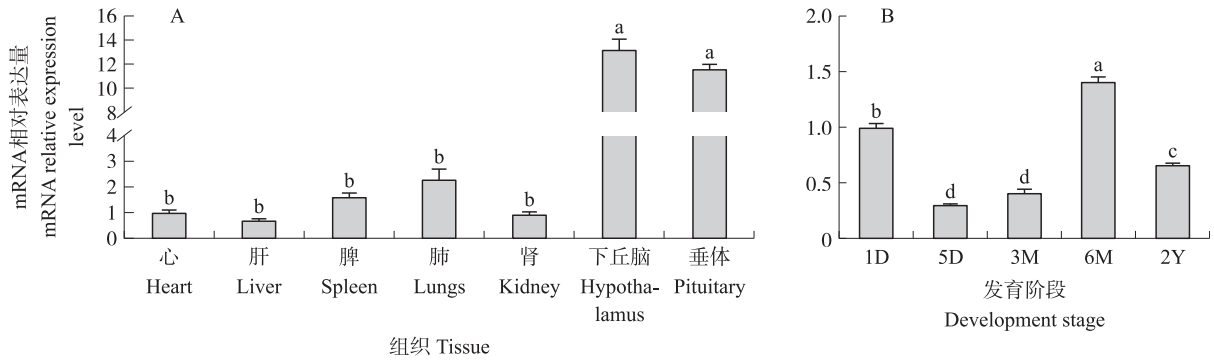 mRNA相对表达量
mRNA relative expression
level
A
16
14
12
10
8
4
3
2
1
0
b
b
b
b
b
a
a
心 肝 脾 肺 肾 下丘脑 垂体
Heart Liver Spleen Lungs Kidney Hypotha- Pituitary
lamus
组织 Tissue
B
2.0
1.5
1.0
0.5
0
b
d
d
a
c
1D 5D 3M 6M 2Y
发育阶段
Development stage